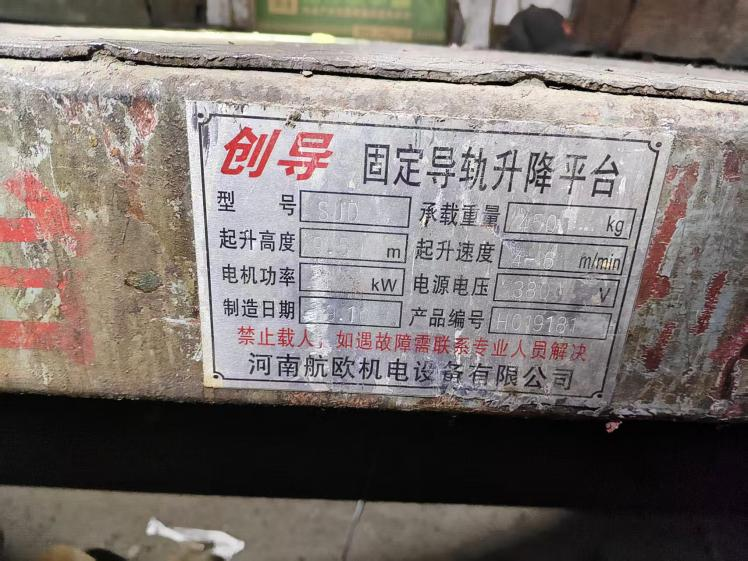 创导 固定导轨升降平台
型号 SJD 承载重量 kg
起升高度 m 起升速度 4-6 m/min
电机功率 kW 电源电压 380 V
制造日期 产品编号 H019181
禁止载人，如遇故障需联系专业人员解决
河南航欧机电设备有限公司